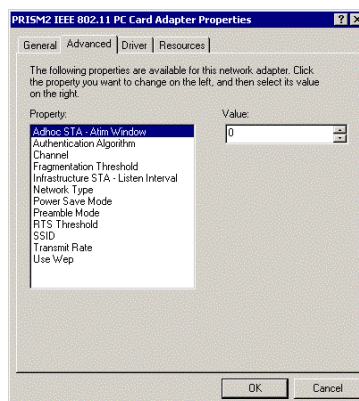 PRISM2 IEEE 802.11 PC Card Adapter Properties
General Advanced Driver Resources
The following properties are available for this network adapter. Click
the property you want to change on the left, and then select its value
on the right.
Property:
Value:
Adhoc STA - Atim Window
0
Authentication Algorithm
Channel
Fragmentation Threshold
Infrastructure STA - Listen Interval
Network Type
Power Save Mode
Preamble Mode
RTS Threshold
SSID
Transmit Rate
Use Wep
OK Cancel